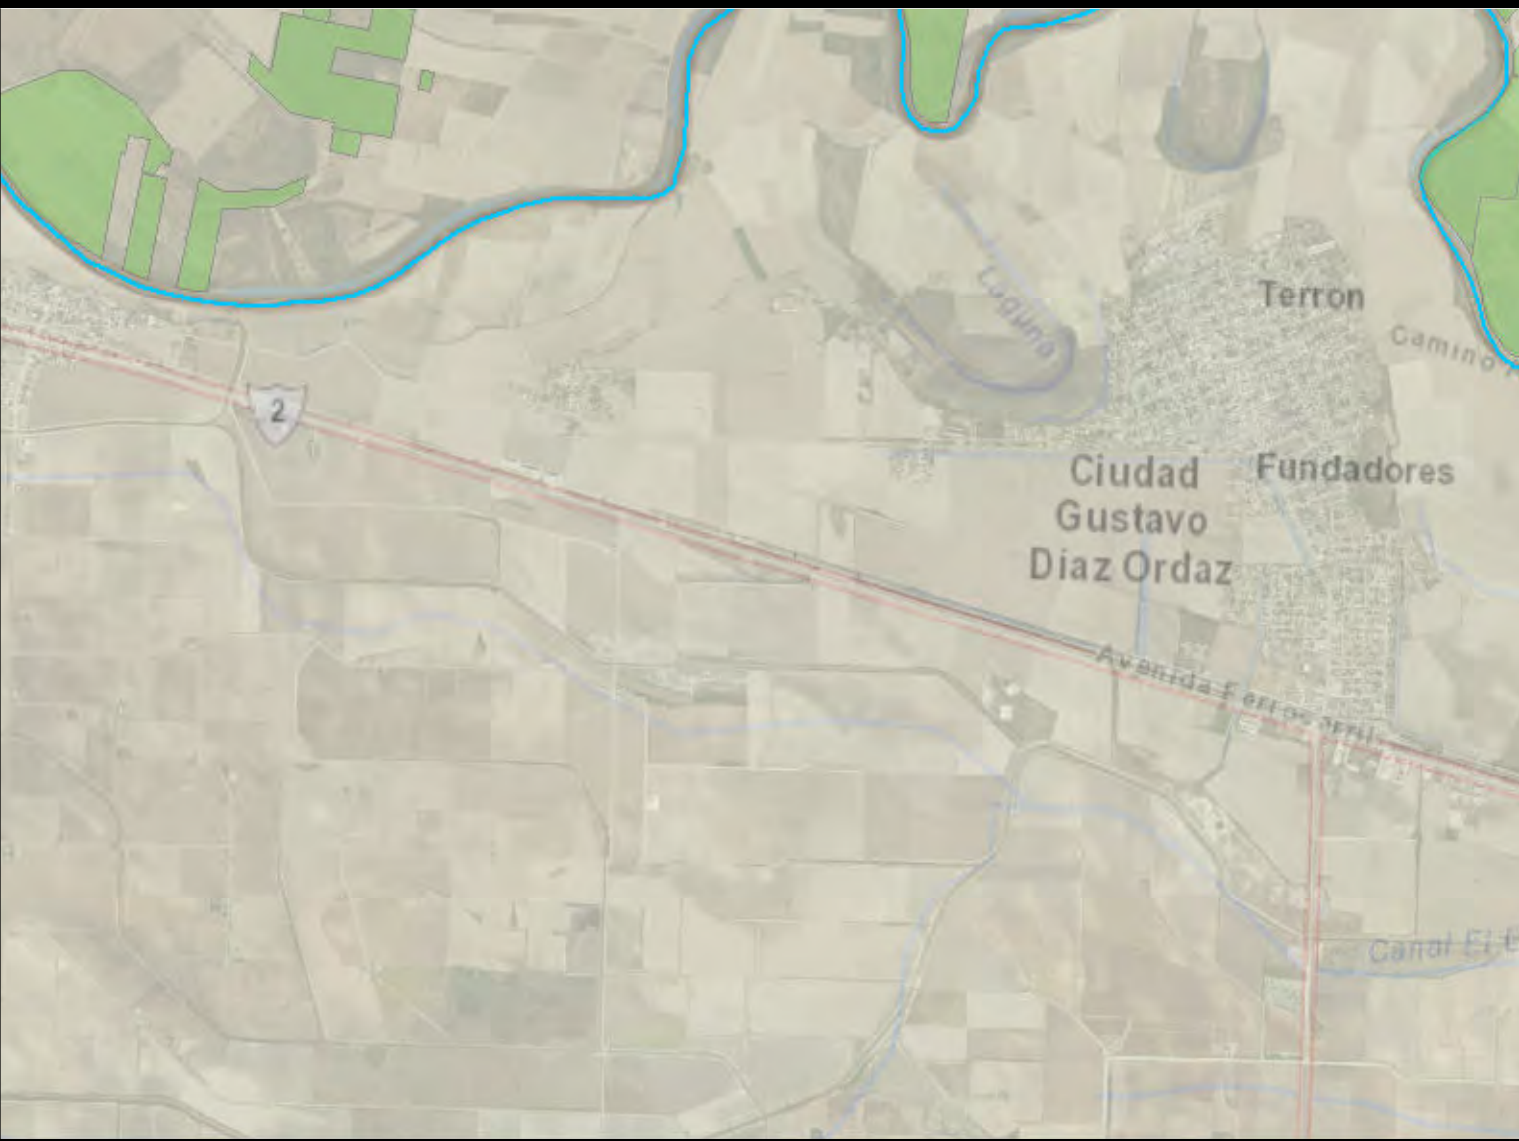 Terron
Laguna
Camino
2
Ciudad
Gustavo
Díaz Ordaz
Fundadores
Avenida Ferrocarril
Canal El